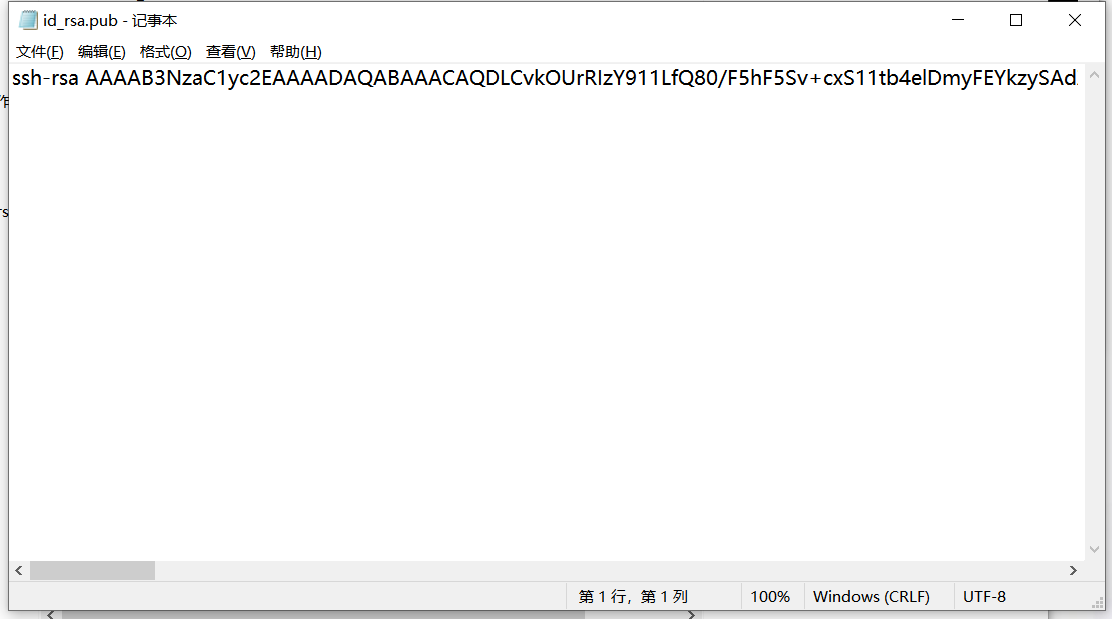 id_rsa.pub - 记事本
文件(F) 编辑(E) 格式(O) 查看(V) 帮助(H)
ssh-rsa AAAAB3NzaC1yc2EAAAADAQABAAACAQDLCvkOUrRIzY911LfQ80/F5hF5Sv+cxS11tb4elDmyFEYkzySAd
rs
第 1 行，第 1 列 100% Windows (CRLF) UTF-8